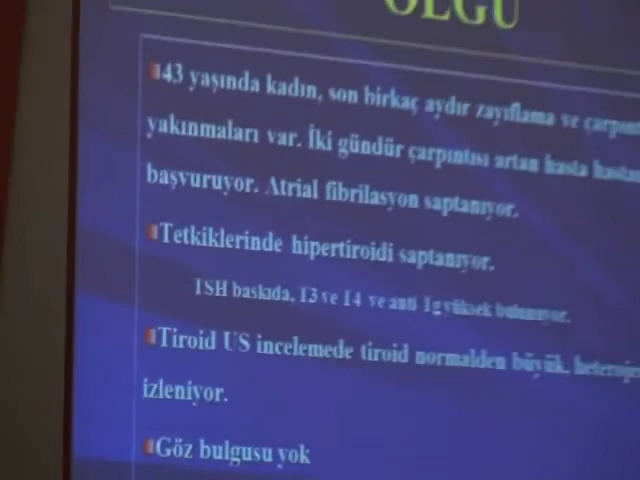 OLGU
43 yaşında kadın, son birkaç aydır zayıflama ve
yakınmaları var. İki gündür çarpıntısı artan hasta
başvuruyor. Atrial fibrilasyon saptanıyor.
Tetkiklerinde hipertiroidi saptanıyor.
TSH baskıda, T3 ve T4 ve anti Tg yüksek bulunuyor.
Tiroid US incelemede tiroid normalden büyük,
izleniyor.
Göz bulgusu yok